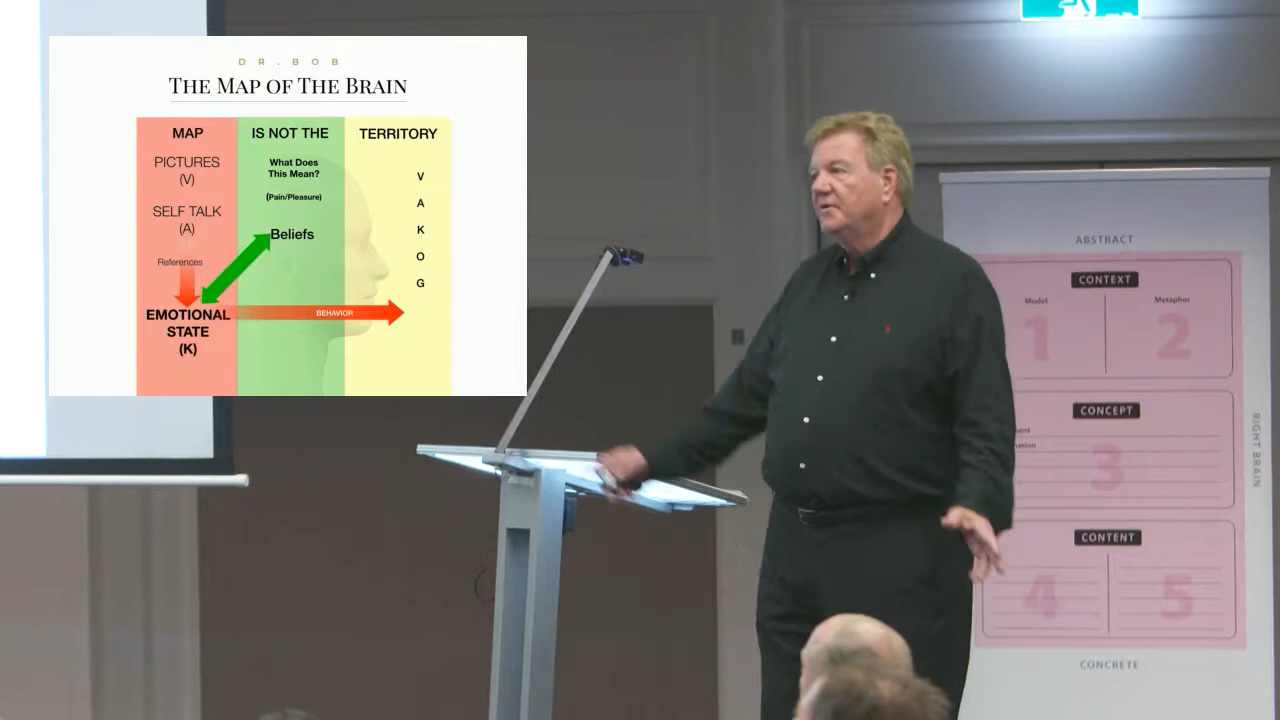 DR. BOB
THE MAP OF THE BRAIN
MAP
PICTURES
(V)
SELF TALK
(A)
References
EMOTIONAL
STATE
(K)
IS NOT THE
What Does
This Mean?
(Pain/Pleasure)
Beliefs
BEHAVIOR
TERRITORY
V
A
K
O
G
ABSTRACT
CONTEXT
Model
Metaphor
1
2
CONCEPT
3
CONTENT
4
5
CONCRETE
RIGHT BRAIN